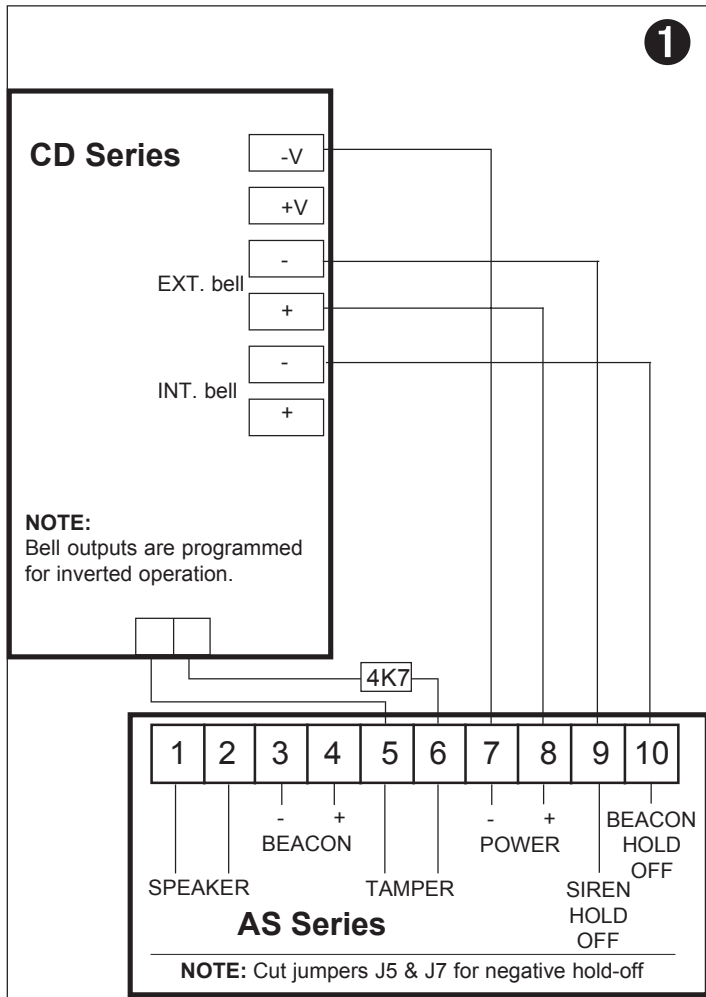 1
CD Series
-V
+V
-
EXT. bell
+
-
INT. bell
+
NOTE:
Bell outputs are programmed
for inverted operation.
4K7
1 2 3 4 5 6 7 8 9 10
- + - + BEACON
BEACON POWER HOLD
OFF
SPEAKER TAMPER SIREN
AS Series HOLD
OFF
NOTE: Cut jumpers J5 & J7 for negative hold-off